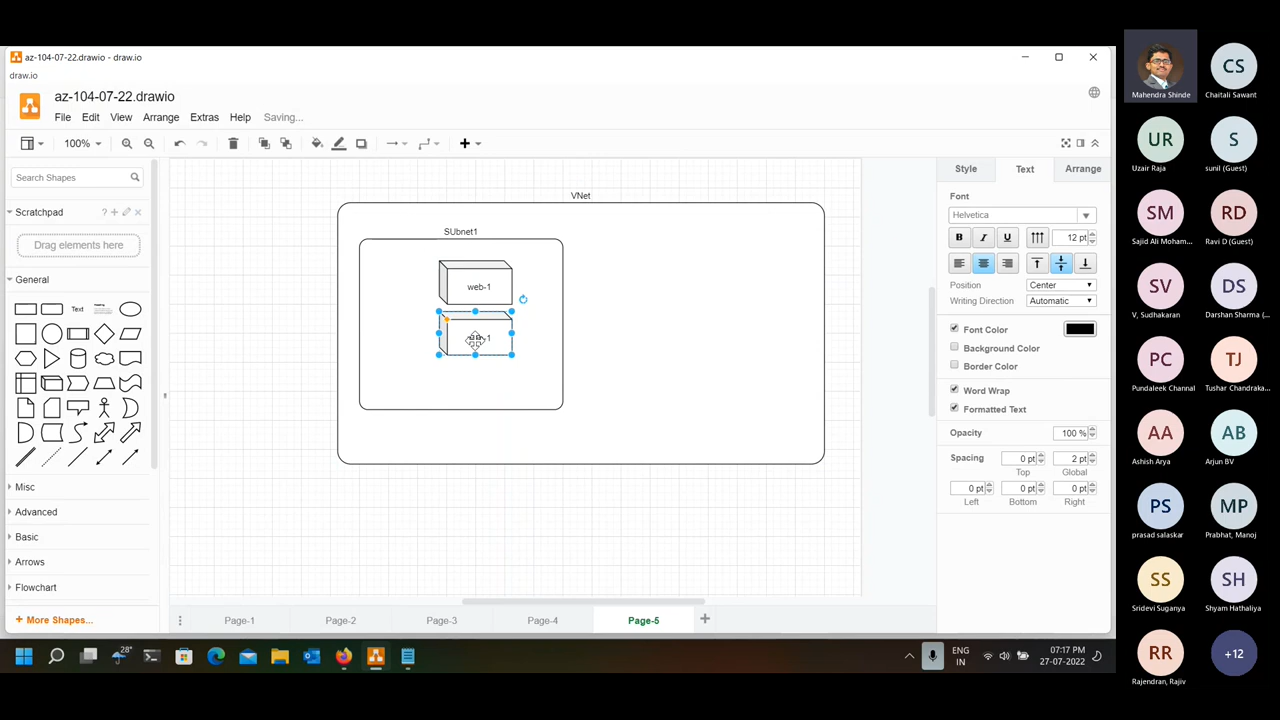 az-104-07-22.drawio - draw.io
draw.io
az-104-07-22.drawio
File Edit View Arrange Extras Help Saving...
100%
Search Shapes
Scratchpad
Drag elements here
General
Text
Misc
Advanced
Basic
Arrows
Flowchart
+ More Shapes...
VNet
SUbnet1
web-1
-1
Style Text Arrange
Font
Helvetica
B I U 12 pt
Position Center
Writing Direction Automatic
Font Color
Background Color
Border Color
Word Wrap
Formatted Text
Opacity 100 %
Spacing 0 pt 2 pt
Top Global
0 pt 0 pt 0 pt
Left Bottom Right
Page-1 Page-2 Page-3 Page-4 Page-5
28°
ENG
IN
07:17 PM
27-07-2022
Mahendra Shinde
CS
Chaitali Sawant
UR
Uzair Raja
S
sunil (Guest)
SM
Sajid Ali Moham...
RD
Ravi D (Guest)
SV
V, Sudhakaran
DS
Darshan Sharma (...
PC
Pundaleek Channal
TJ
Tushar Chandraka...
AA
Ashish Arya
AB
Arjun BV
PS
prasad salaskar
MP
Prabhat, Manoj
SS
Sridevi Suganya
SH
Shyam Hathaliya
RR
Rajendran, Rajiv
+12